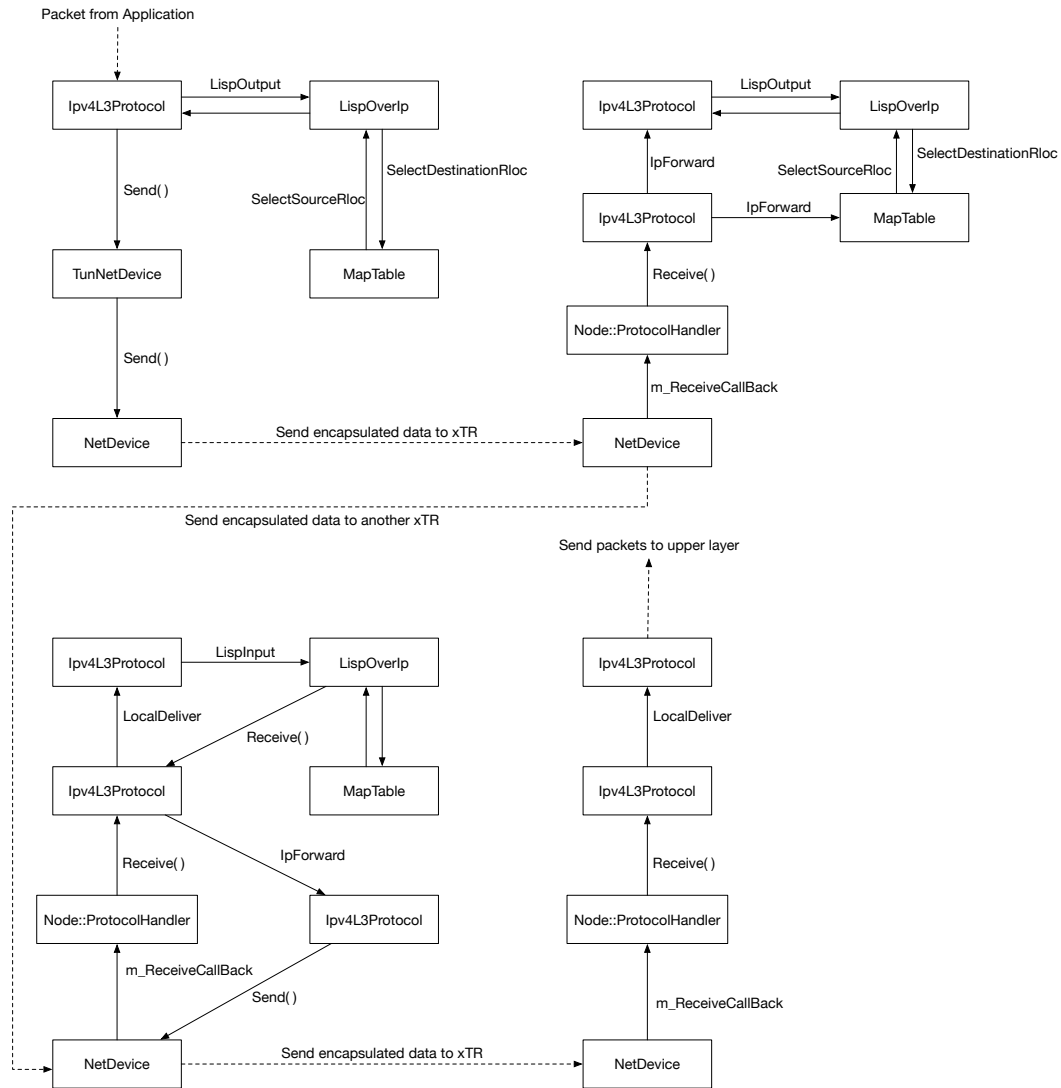 Packet from Application
Ipv4L3Protocol
LispOutput
LispOverIp
Send( )
SelectSourceRloc
SelectDestinationRloc
TunNetDevice
MapTable
Send( )
NetDevice
Send encapsulated data to xTR
Ipv4L3Protocol
LispOutput
LispOverIp
IpForward
SelectSourceRloc
SelectDestinationRloc
Ipv4L3Protocol
IpForward
MapTable
Receive( )
Node::ProtocolHandler
m_ReceiveCallBack
NetDevice
Send encapsulated data to another xTR
Ipv4L3Protocol
LispInput
LispOverIp
LocalDeliver
Receive( )
Ipv4L3Protocol
MapTable
Receive( )
IpForward
Node::ProtocolHandler
Ipv4L3Protocol
m_ReceiveCallBack
Send( )
NetDevice
Send encapsulated data to xTR
Send packets to upper layer
Ipv4L3Protocol
LocalDeliver
Ipv4L3Protocol
Receive( )
Node::ProtocolHandler
m_ReceiveCallBack
NetDevice